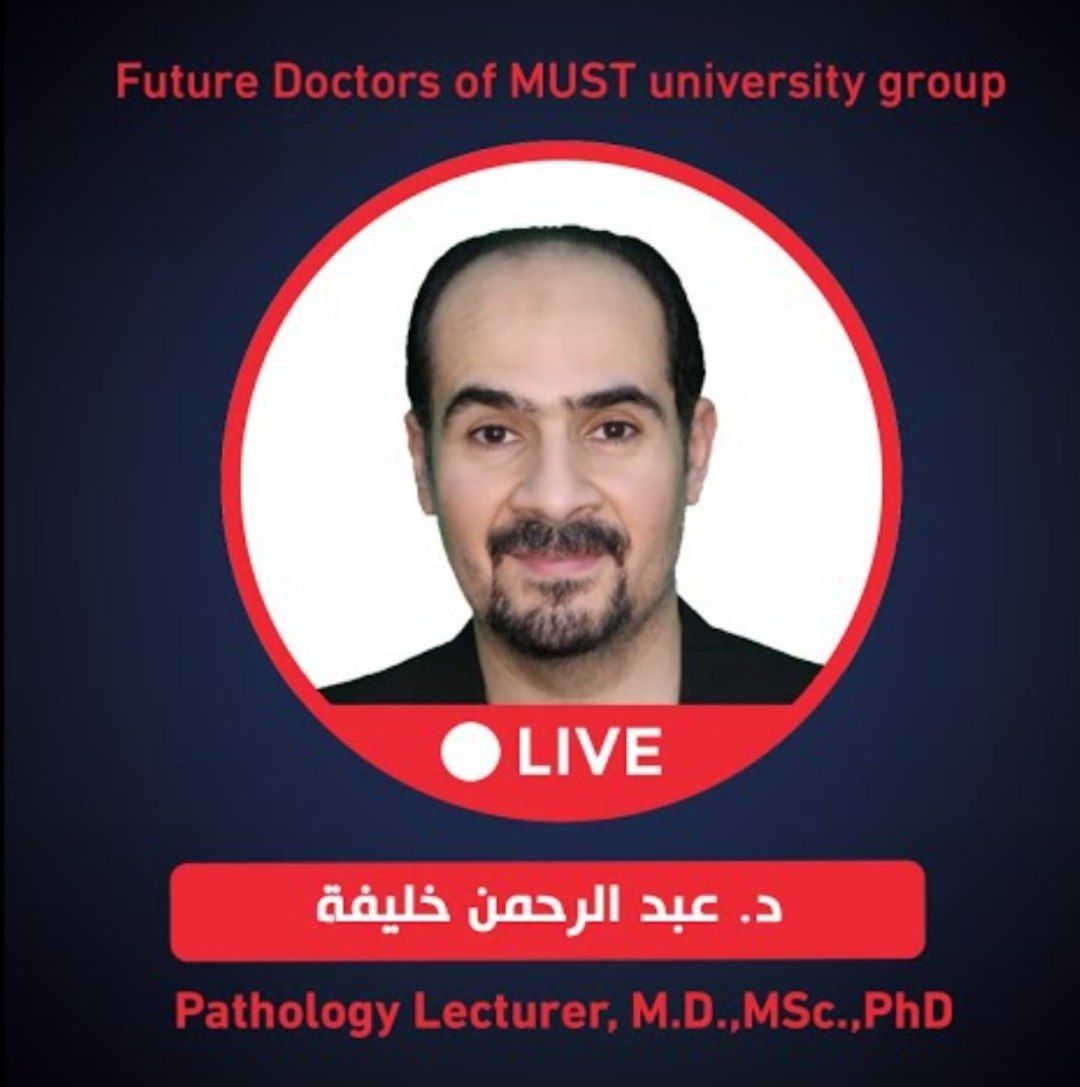 Future Doctors of MUST university group
LIVE
د. عبد الرحمن خليفة
Pathology Lecturer, M.D.,MSc.,PhD